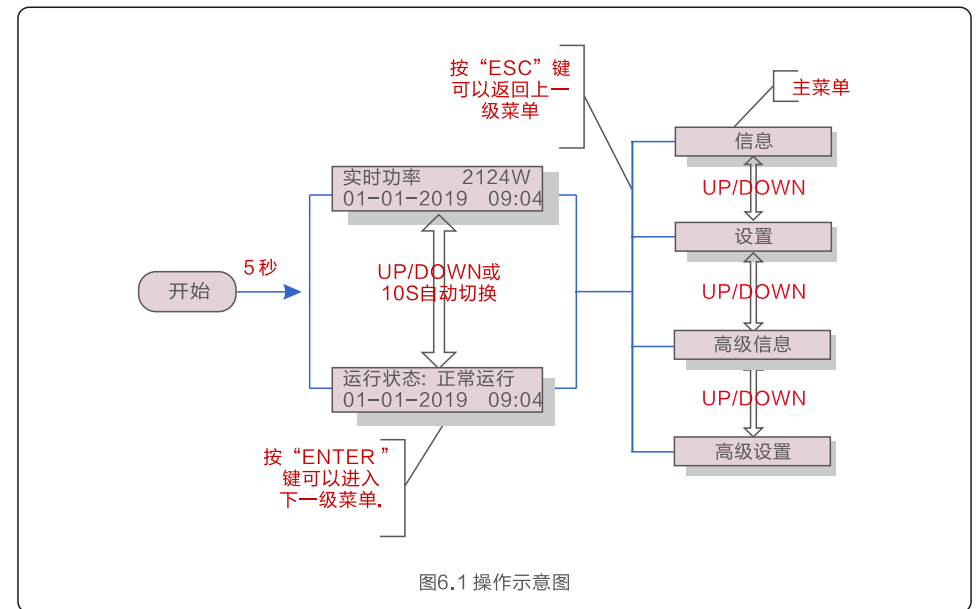 按“ESC”键
可以返回上一
级菜单
主菜单
信息
UP/DOWN
设置
UP/DOWN
高级信息
UP/DOWN
高级设置
实时功率 2124W
01-01-2019 09:04
UP/DOWN或
10S自动切换
5秒
开始
运行状态: 正常运行
01-01-2019 09:04
按“ENTER”
键可以进入
下一级菜单.
图6.1 操作示意图